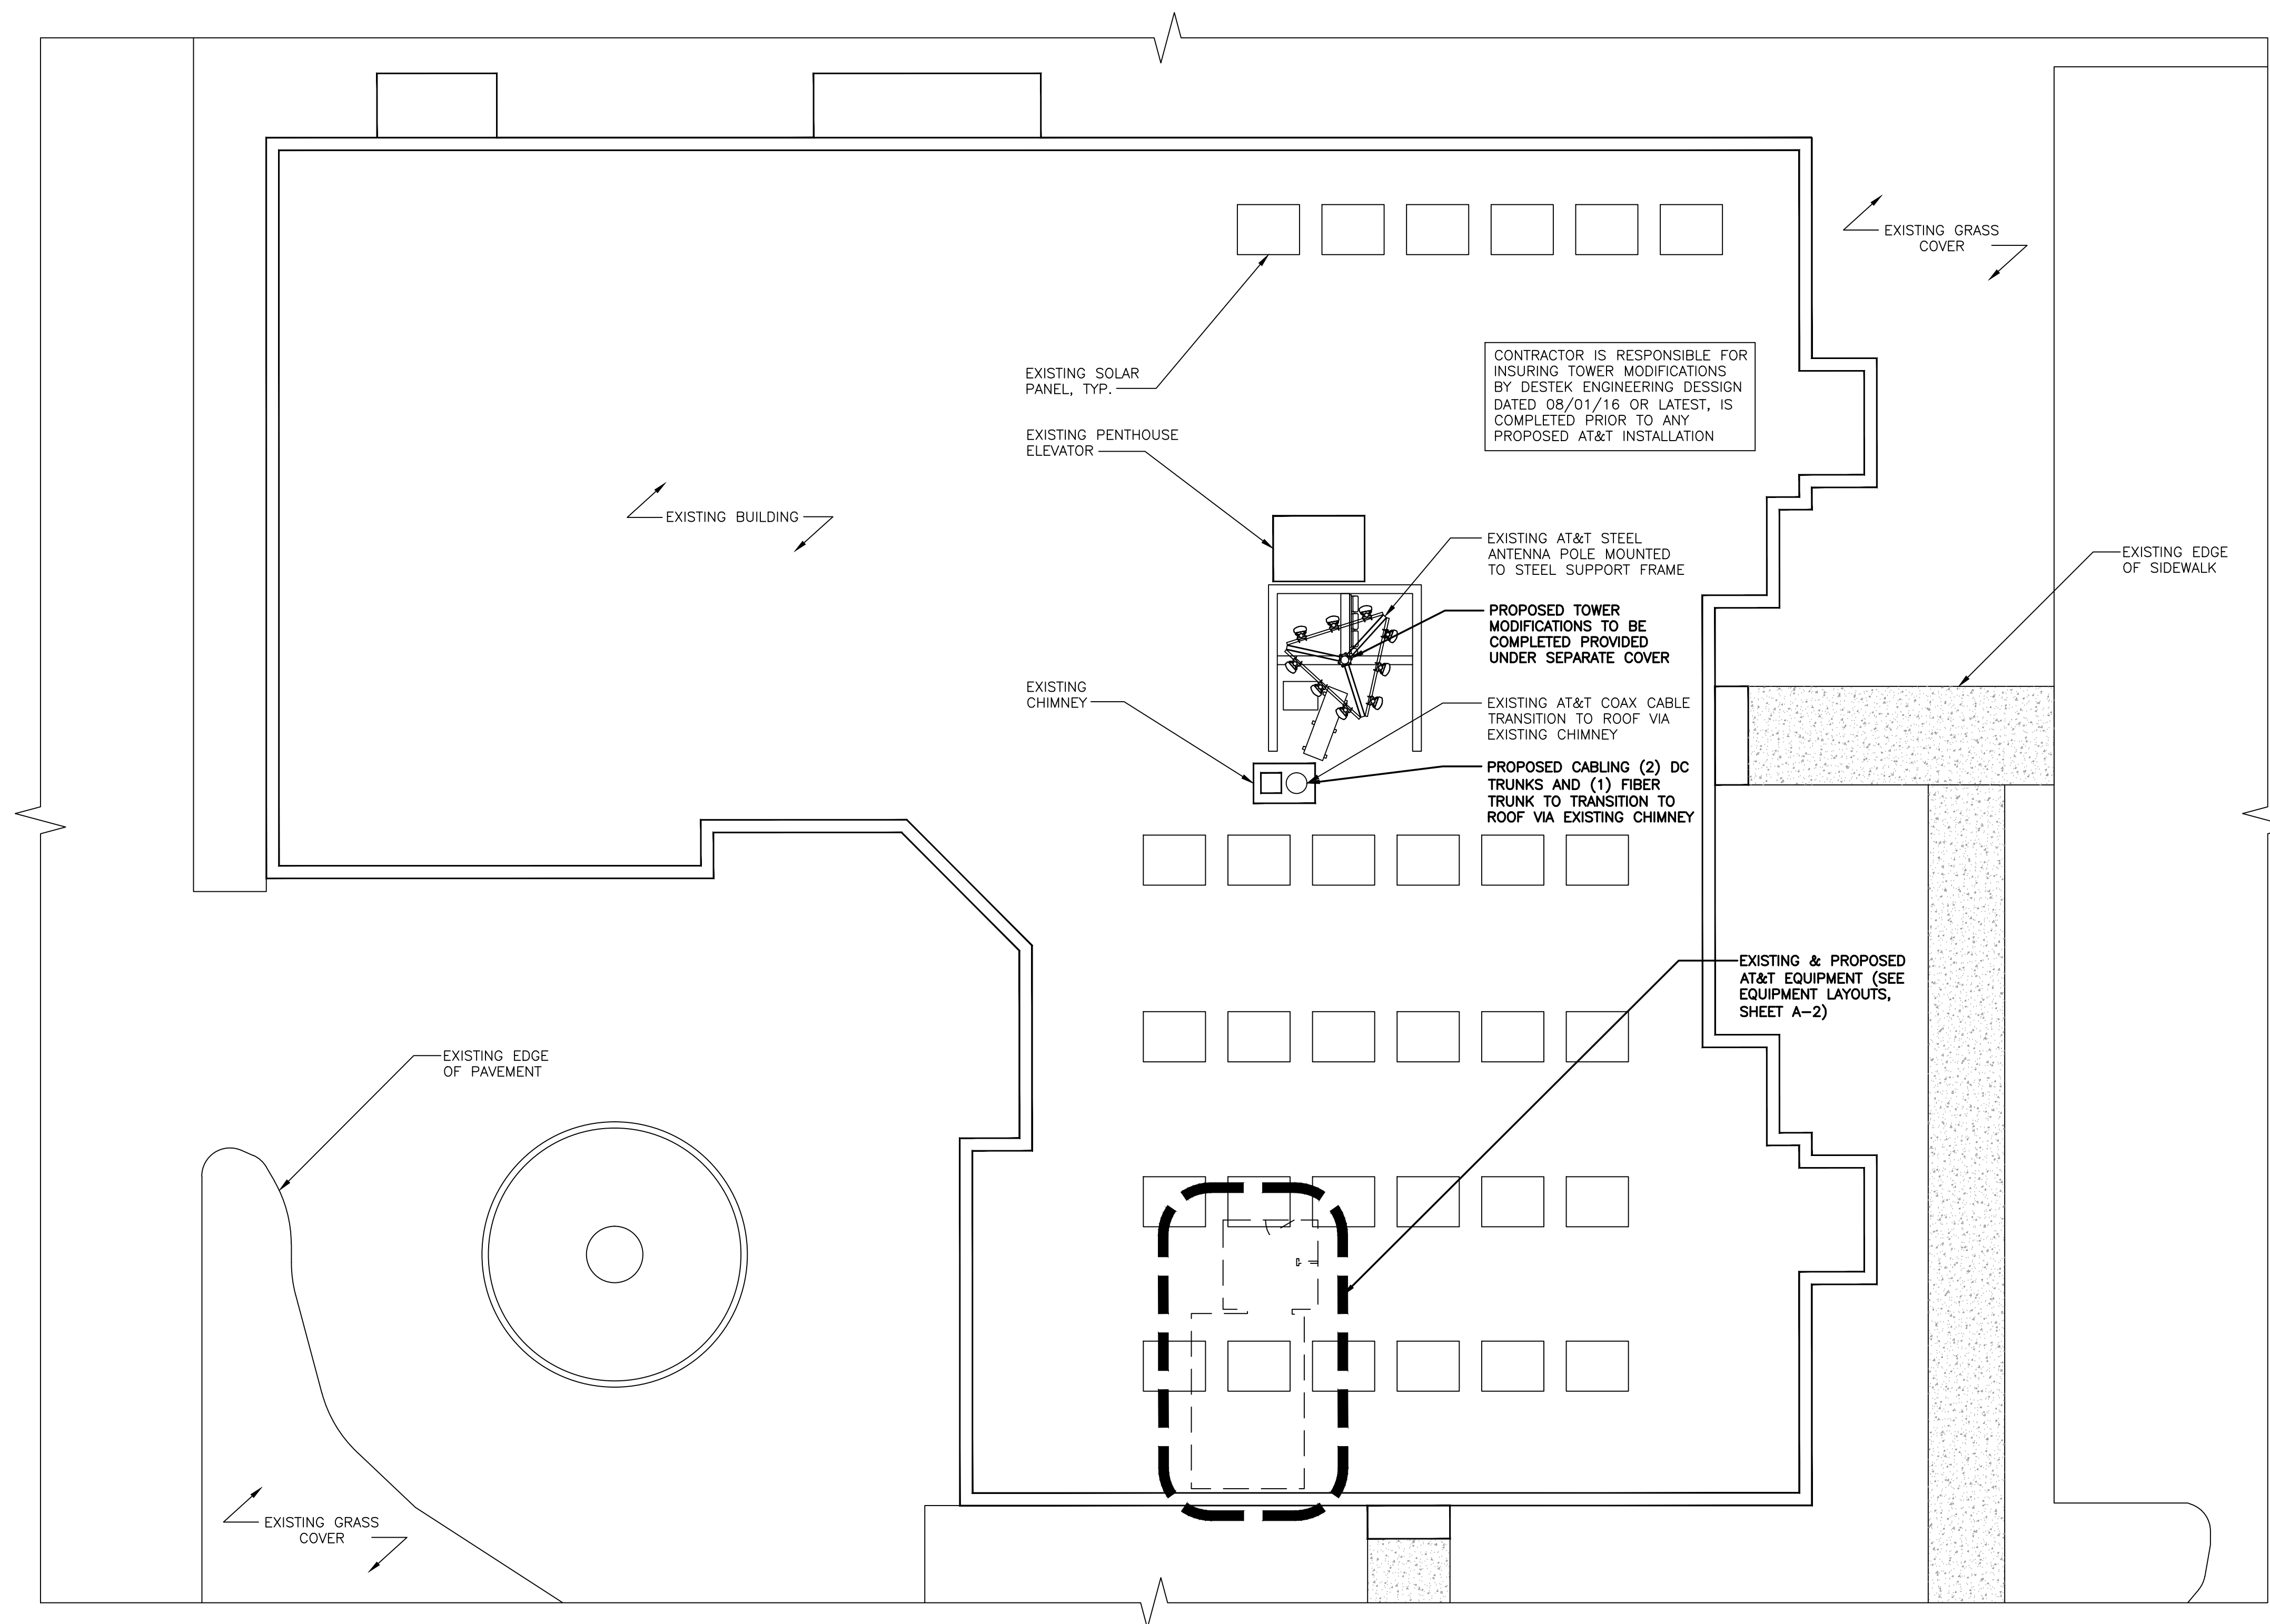 EXISTING GRASS
COVER
EXISTING SOLAR
PANEL, TYP.
CONTRACTOR IS RESPONSIBLE FOR
INSURING TOWER MODIFICATIONS
BY DESTEK ENGINEERING DESSIGN
DATED 08/01/16 OR LATEST, IS
COMPLETED PRIOR TO ANY
PROPOSED AT&T INSTALLATION
EXISTING PENTHOUSE
ELEVATOR
EXISTING BUILDING
EXISTING AT&T STEEL
ANTENNA POLE MOUNTED
TO STEEL SUPPORT FRAME
EXISTING EDGE
OF SIDEWALK
PROPOSED TOWER
MODIFICATIONS TO BE
COMPLETED PROVIDED
UNDER SEPARATE COVER
EXISTING
CHIMNEY
EXISTING AT&T COAX CABLE
TRANSITION TO ROOF VIA
EXISTING CHIMNEY
PROPOSED CABLING (2) DC
TRUNKS AND (1) FIBER
TRUNK TO TRANSITION TO
ROOF VIA EXISTING CHIMNEY
EXISTING & PROPOSED
AT&T EQUIPMENT (SEE
EQUIPMENT LAYOUTS,
SHEET A-2)
EXISTING EDGE
OF PAVEMENT
EXISTING GRASS
COVER